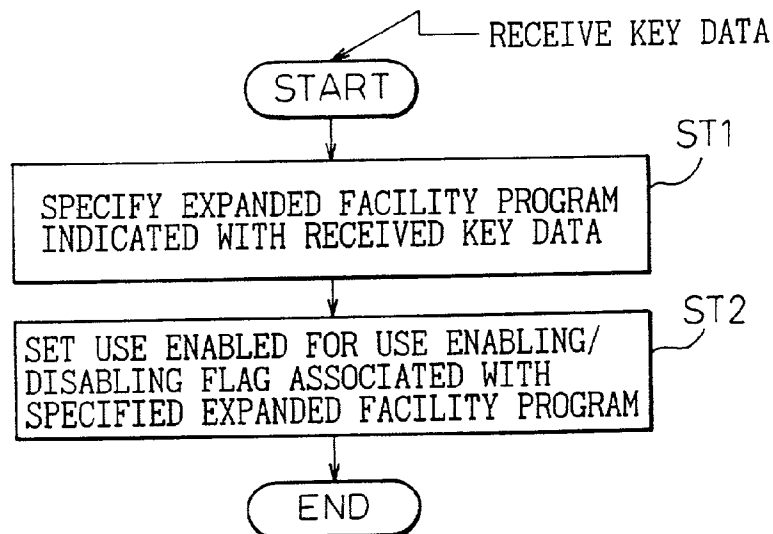 RECEIVE KEY DATA
START
ST1
SPECIFY EXPANDED FACILITY PROGRAM
INDICATED WITH RECEIVED KEY DATA
ST2
SET USE ENABLED FOR USE ENABLING/
DISABLING FLAG ASSOCIATED WITH
SPECIFIED EXPANDED FACILITY PROGRAM
END